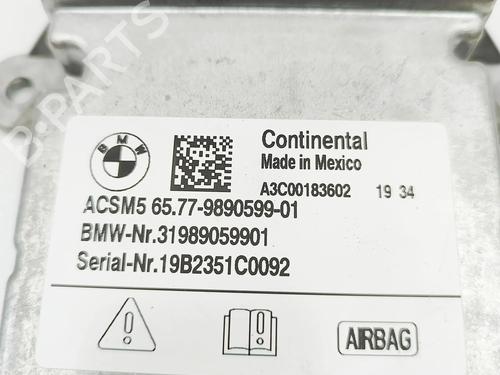 B-PARTS
BMW
Continental
Made in Mexico
A3C00183602 19 34
ACSM5 65.77-9890599-01
BMW-Nr.31989059901
Serial-Nr.19B2351C0092
AIRBAG